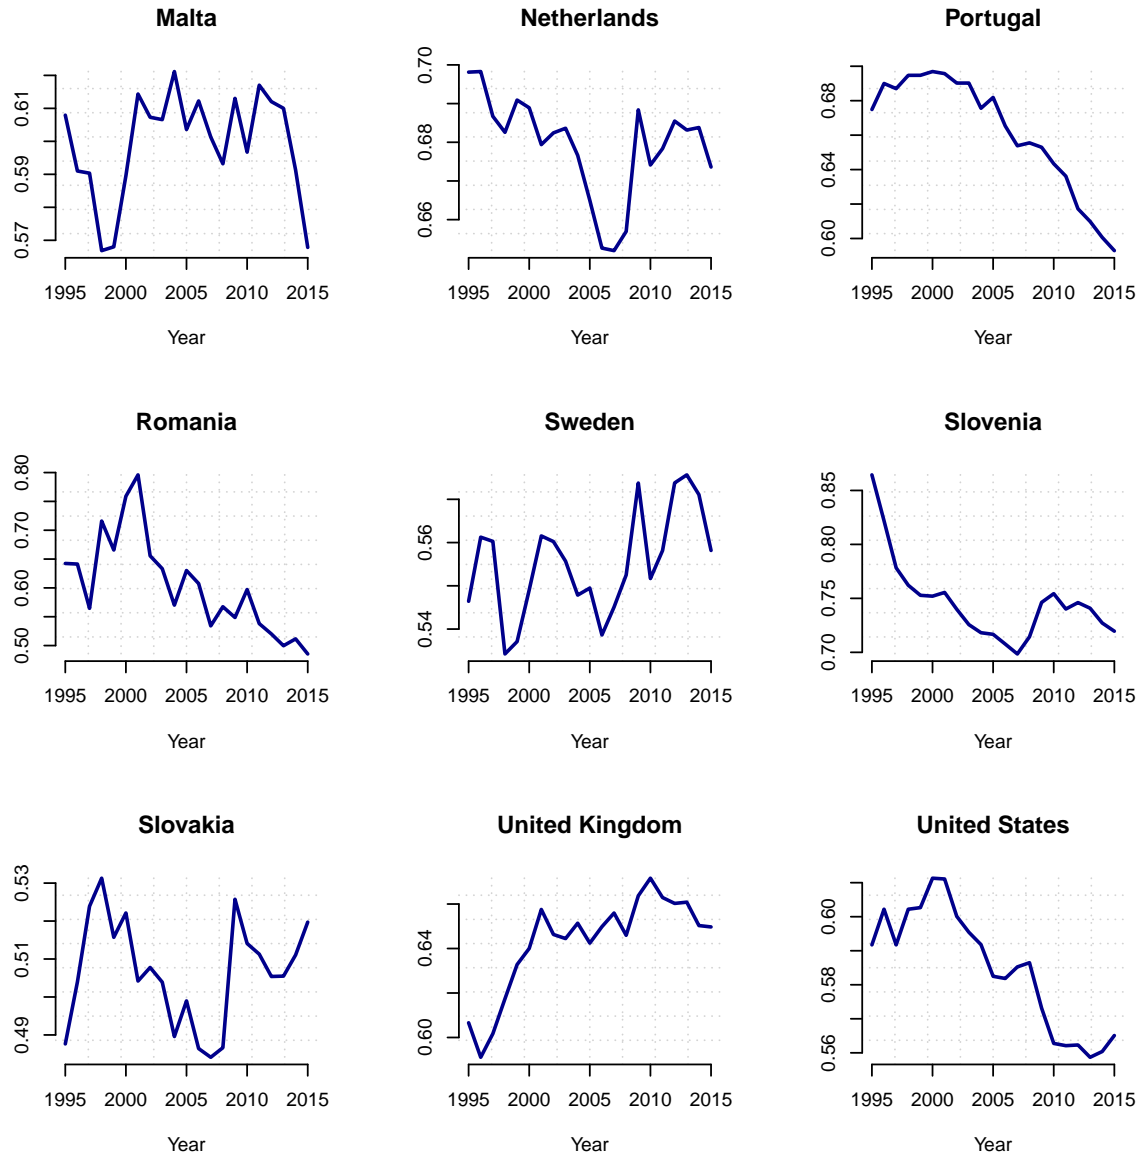 Malta
0.61
0.59
0.57
1995 2000 2005 2010 2015
Year
Netherlands
0.70
0.68
0.66
1995 2000 2005 2010 2015
Year
Portugal
0.68
0.64
0.60
1995 2000 2005 2010 2015
Year
Romania
0.80
0.70
0.60
0.50
1995 2000 2005 2010 2015
Year
Sweden
0.56
0.54
1995 2000 2005 2010 2015
Year
Slovenia
0.85
0.80
0.75
0.70
1995 2000 2005 2010 2015
Year
Slovakia
0.53
0.51
0.49
1995 2000 2005 2010 2015
Year
United Kingdom
0.64
0.60
1995 2000 2005 2010 2015
Year
United States
0.60
0.58
0.56
1995 2000 2005 2010 2015
Year